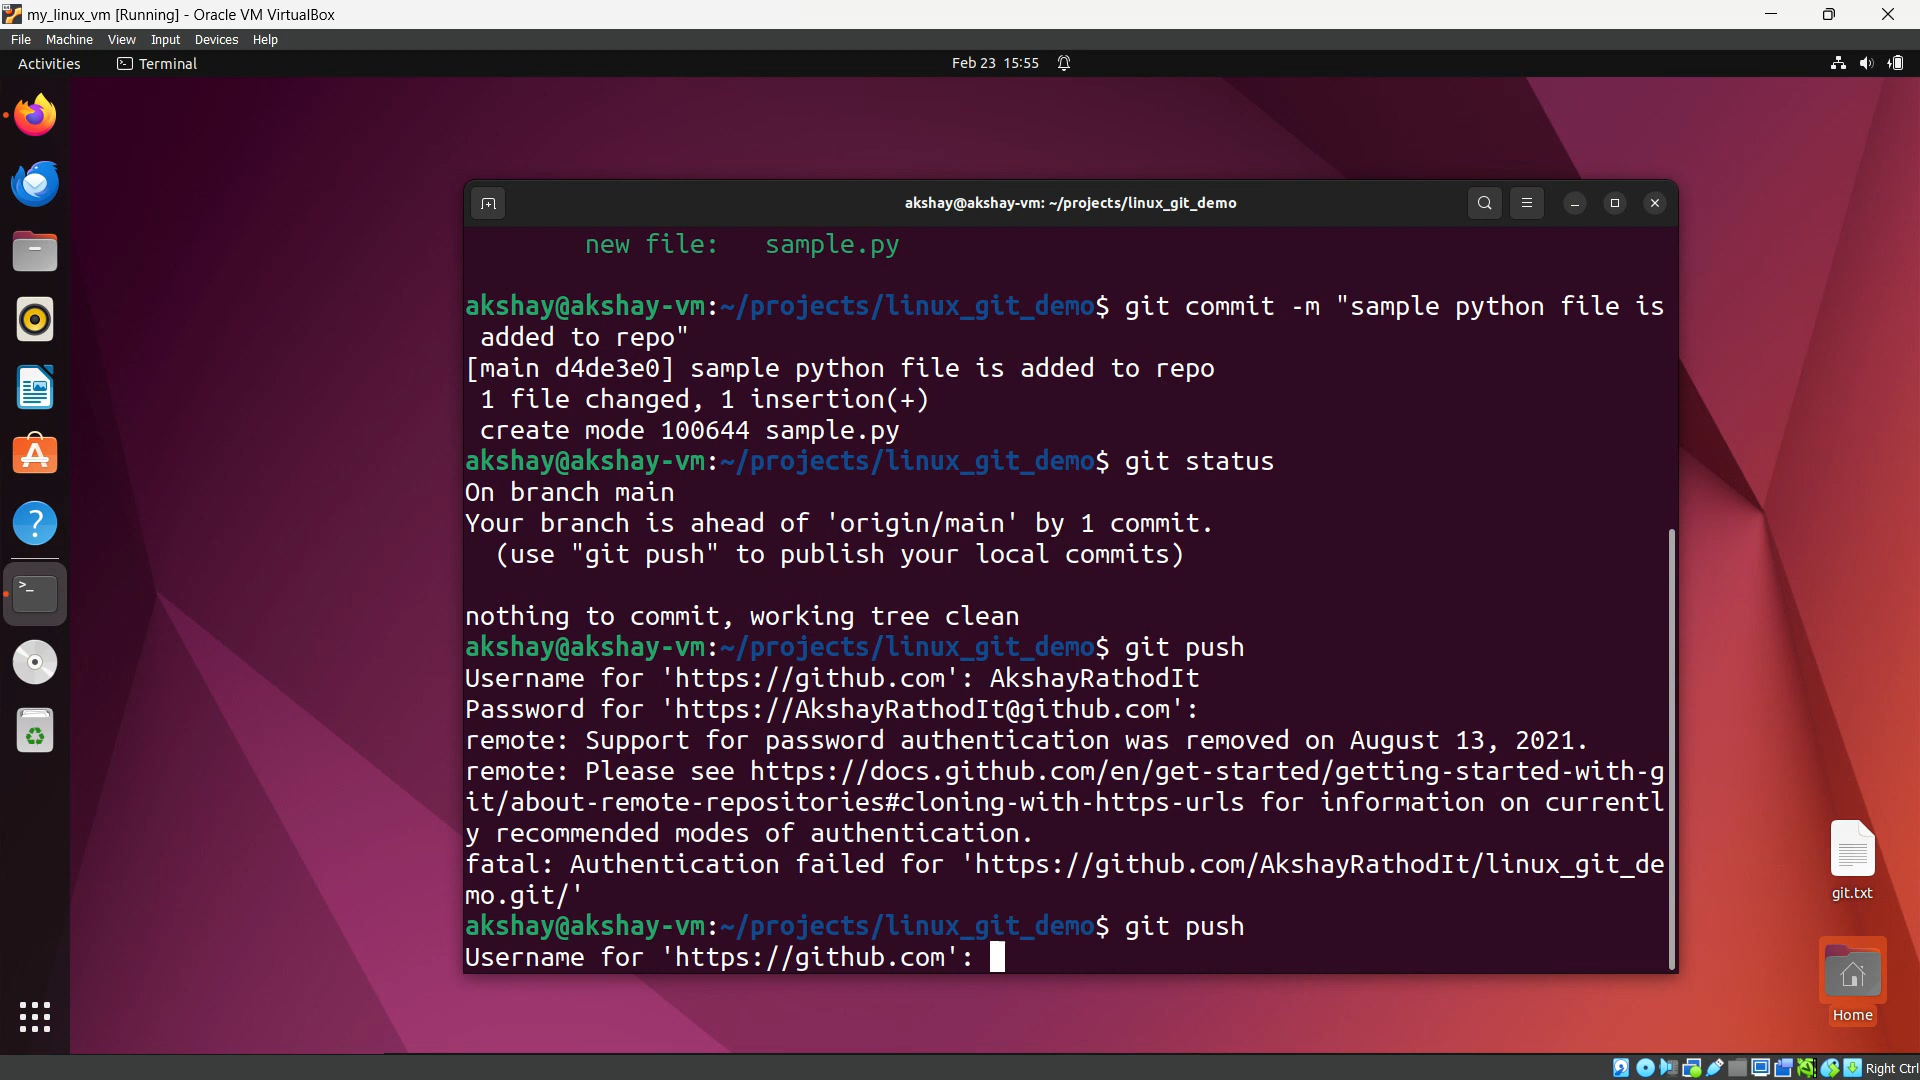 my_linux_vm [Running] - Oracle VM VirtualBox
File Machine View Input Devices Help
Activities Terminal Feb 23 15:55
akshay@akshay-vm: ~/projects/linux_git_demo
new file: sample.py
akshay@akshay-vm:~/projects/linux_git_demo$ git commit -m "sample python file is
added to repo"
[main d4de3e0] sample python file is added to repo
1 file changed, 1 insertion(+)
create mode 100644 sample.py
akshay@akshay-vm:~/projects/linux_git_demo$ git status
On branch main
Your branch is ahead of 'origin/main' by 1 commit.
(use "git push" to publish your local commits)
nothing to commit, working tree clean
akshay@akshay-vm:~/projects/linux_git_demo$ git push
Username for 'https://github.com': AkshayRathodIt
Password for 'https://AkshayRathodIt@github.com':
remote: Support for password authentication was removed on August 13, 2021.
remote: Please see https://docs.github.com/en/get-started/getting-started-with-g
it/about-remote-repositories#cloning-with-https-urls for information on currentl
y recommended modes of authentication.
fatal: Authentication failed for 'https://github.com/AkshayRathodIt/linux_git_de
mo.git/'
akshay@akshay-vm:~/projects/linux_git_demo$ git push
Username for 'https://github.com':
git.txt
Home
Right Ctrl